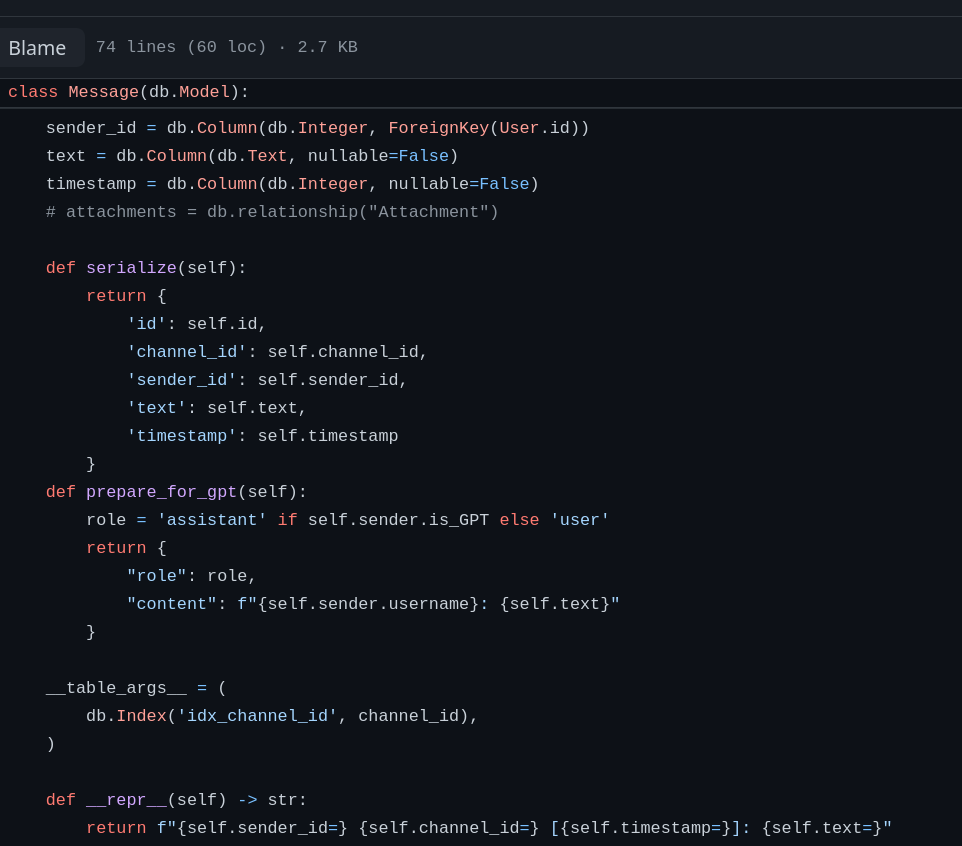 Blame 74 lines (60 loc) · 2.7 KB
class Message(db.Model):
    sender_id = db.Column(db.Integer, ForeignKey(User.id))
    text = db.Column(db.Text, nullable=False)
    timestamp = db.Column(db.Integer, nullable=False)
    # attachments = db.relationship("Attachment")

    def serialize(self):
        return {
            'id': self.id,
            'channel_id': self.channel_id,
            'sender_id': self.sender_id,
            'text': self.text,
            'timestamp': self.timestamp
        }
    def prepare_for_gpt(self):
        role = 'assistant' if self.sender.is_GPT else 'user'
        return {
            "role": role,
            "content": f"{self.sender.username}: {self.text}"
        }

    __table_args__ = (
        db.Index('idx_channel_id', channel_id),
    )

    def __repr__(self) -> str:
        return f"{self.sender_id=} {self.channel_id=} [{self.timestamp=}]: {self.text=}"